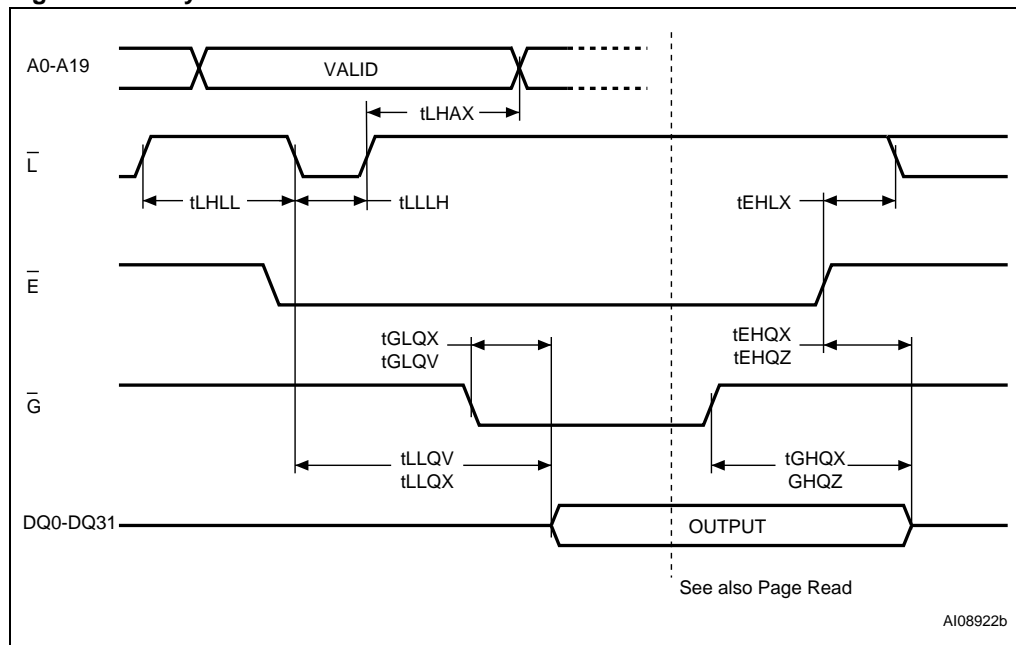 A0-A19
VALID
tLHAX
L
tLHLL
tLLLH
tEHLX
E
tGLQX
tGLQV
tEHQX
tEHQZ
G
tLLQV
tLLQX
tGHQX
GHQZ
DQ0-DQ31
OUTPUT
See also Page Read
AI08922b